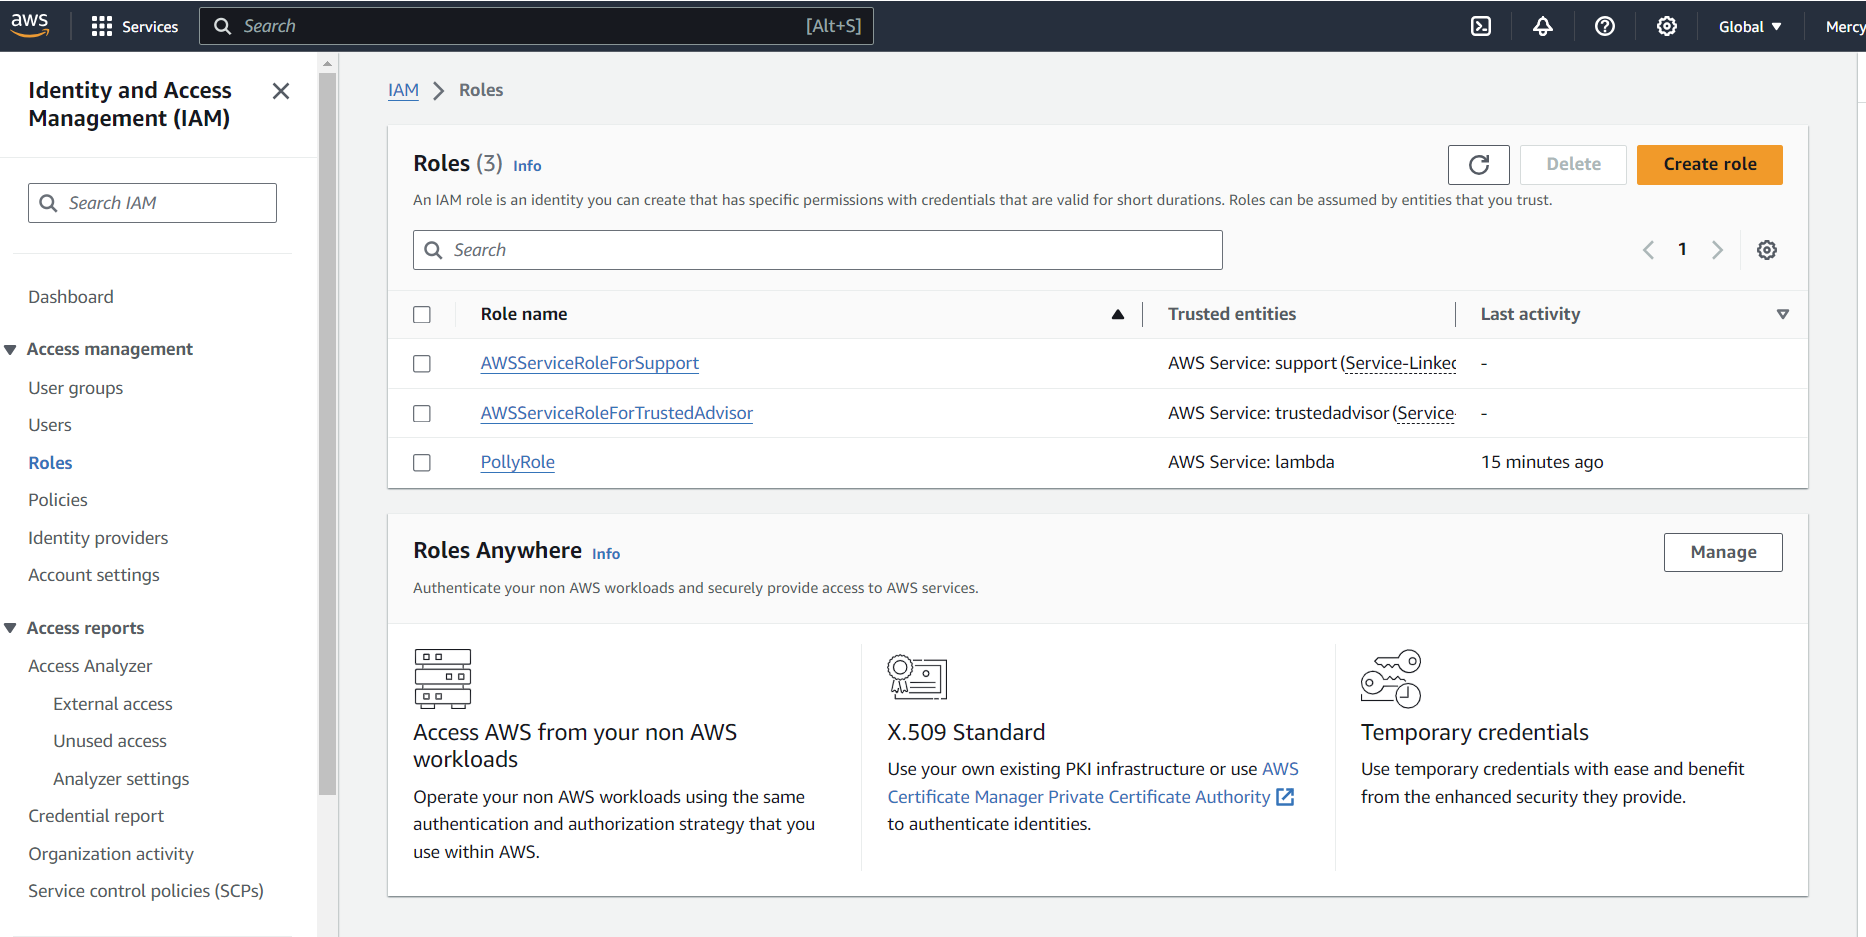 aws
Services
Search [Alt+S]
Global
Mercy
Identity and Access
Management (IAM)
Search IAM
Dashboard
Access management
User groups
Users
Roles
Policies
Identity providers
Account settings
Access reports
Access Analyzer
External access
Unused access
Analyzer settings
Credential report
Organization activity
Service control policies (SCPs)
IAM > Roles
Roles (3) Info
Delete
Create role
An IAM role is an identity you can create that has specific permissions with credentials that are valid for short durations. Roles can be assumed by entities that you trust.
Search
1
Role name Trusted entities Last activity
AWSServiceRoleForSupport AWS Service: support (Service-Linked -
AWSServiceRoleForTrustedAdvisor AWS Service: trustedadvisor (Service- -
PollyRole AWS Service: lambda 15 minutes ago
Roles Anywhere Info
Manage
Authenticate your non AWS workloads and securely provide access to AWS services.
Access AWS from your non AWS
workloads
Operate your non AWS workloads using the same
authentication and authorization strategy that you
use within AWS.
X.509 Standard
Use your own existing PKI infrastructure or use AWS
Certificate Manager Private Certificate Authority
to authenticate identities.
Temporary credentials
Use temporary credentials with ease and benefit
from the enhanced security they provide.